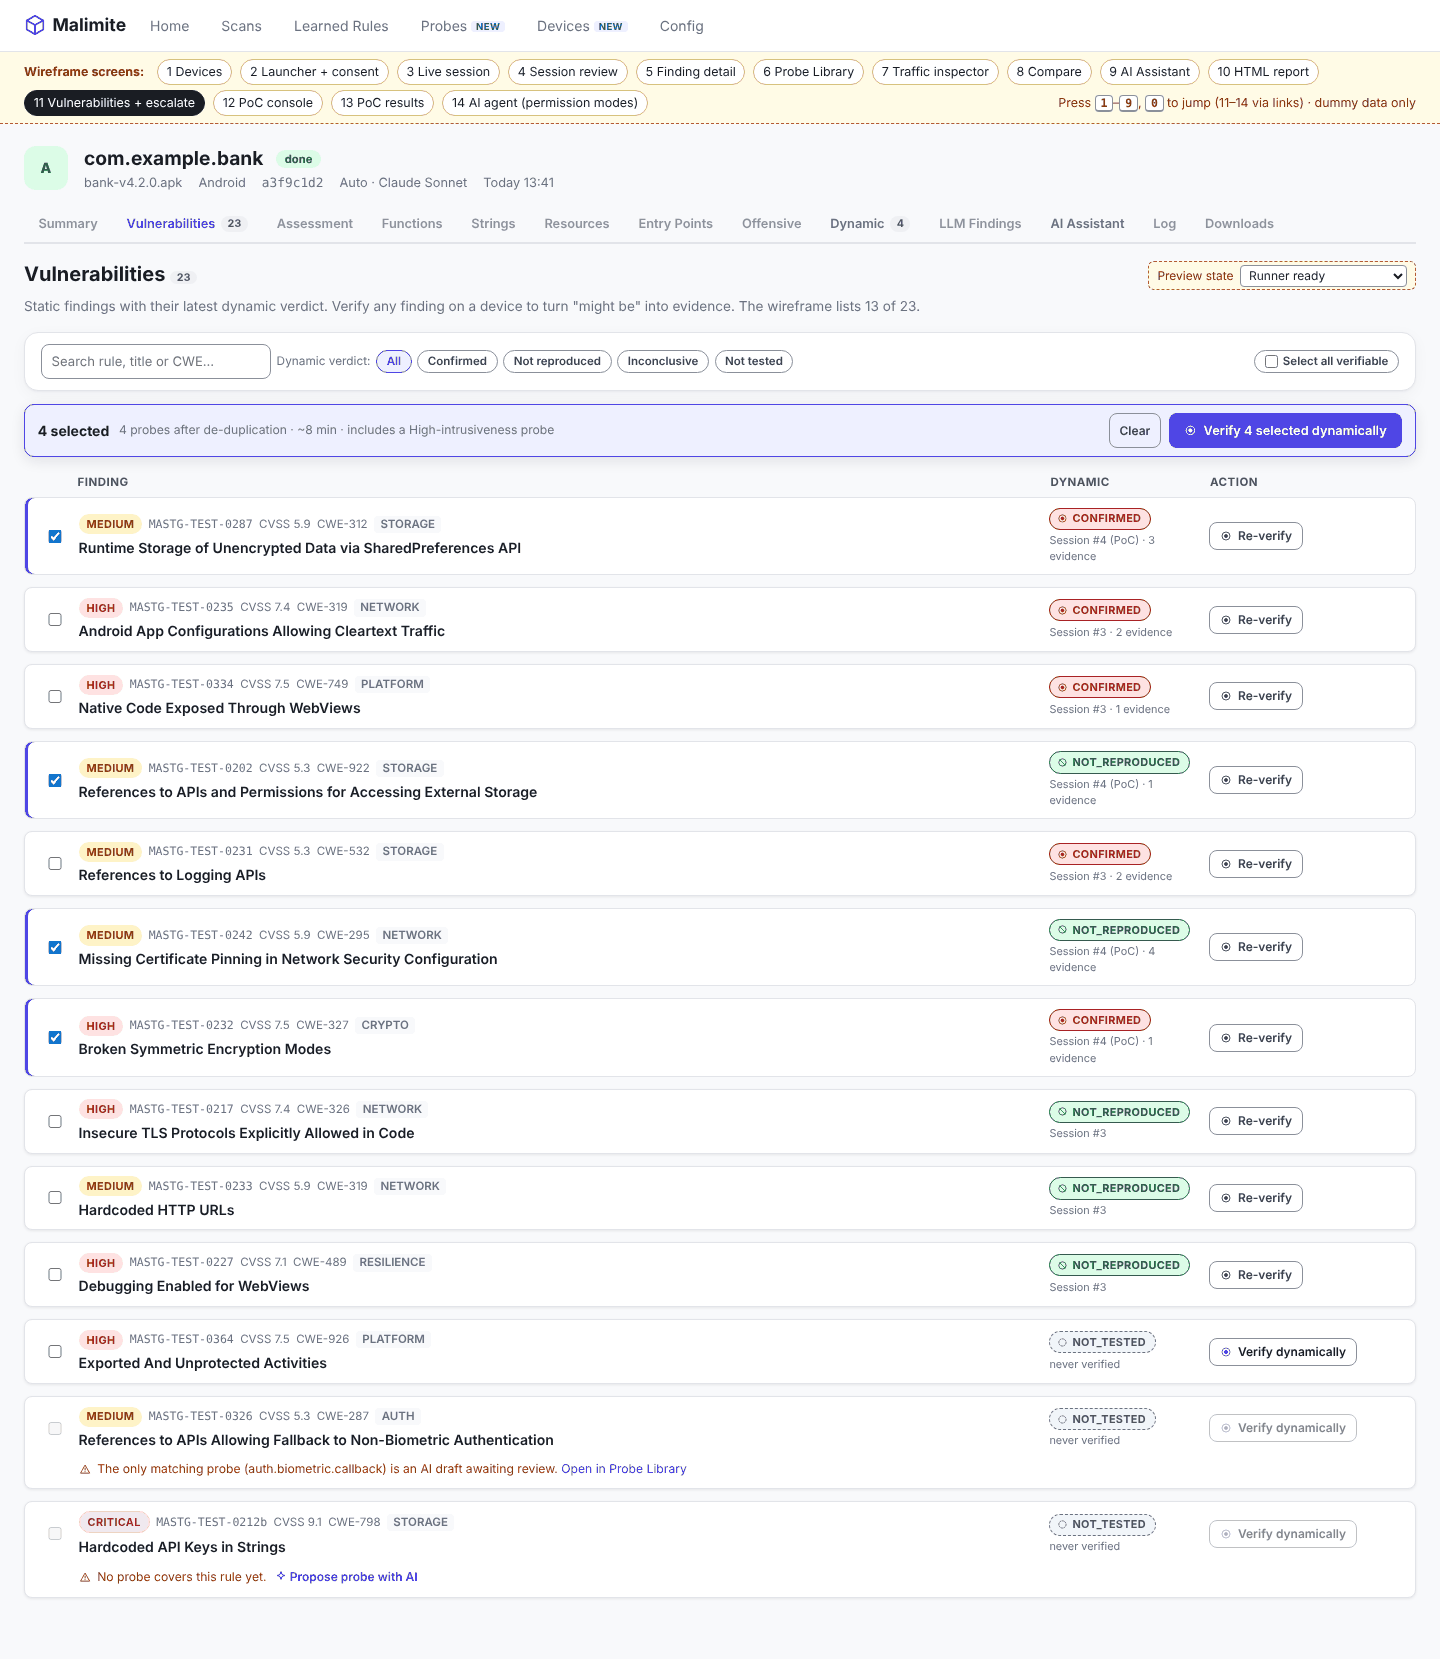 Malimite Home Scans Learned Rules Probes NEW Devices NEW Config
Wireframe screens: 1 Devices 2 Launcher + consent 3 Live session 4 Session review 5 Finding detail 6 Probe Library 7 Traffic inspector 8 Compare 9 AI Assistant 10 HTML report
11 Vulnerabilities + escalate 12 PoC console 13 PoC results 14 AI agent (permission modes) Press 1–9, 0 to jump (11–14 via links) · dummy data only
A com.example.bank done
bank-v4.2.0.apk Android a3f9c1d2 Auto · Claude Sonnet Today 13:41
Summary Vulnerabilities 23 Assessment Functions Strings Resources Entry Points Offensive Dynamic 4 LLM Findings AI Assistant Log Downloads
Vulnerabilities 23 Preview state Runner ready
Static findings with their latest dynamic verdict. Verify any finding on a device to turn "might be" into evidence. The wireframe lists 13 of 23.
Search rule, title or CWE... Dynamic verdict: All Confirmed Not reproduced Inconclusive Not tested Select all verifiable
4 selected 4 probes after de-duplication · ~8 min · includes a High-intrusiveness probe Clear Verify 4 selected dynamically
FINDING DYNAMIC ACTION
MEDIUM MASTG-TEST-0287 CVSS 5.9 CWE-312 STORAGE CONFIRMED
Runtime Storage of Unencrypted Data via SharedPreferences API Session #4 (PoC) · 3 Re-verify
evidence
HIGH MASTG-TEST-0235 CVSS 7.4 CWE-319 NETWORK CONFIRMED Re-verify
Android App Configurations Allowing Cleartext Traffic Session #3 · 2 evidence
HIGH MASTG-TEST-0334 CVSS 7.5 CWE-749 PLATFORM CONFIRMED Re-verify
Native Code Exposed Through WebViews Session #3 · 1 evidence
MEDIUM MASTG-TEST-0202 CVSS 5.3 CWE-922 STORAGE NOT_REPRODUCED
References to APIs and Permissions for Accessing External Storage Session #4 (PoC) · 1 Re-verify
evidence
MEDIUM MASTG-TEST-0231 CVSS 5.3 CWE-532 STORAGE CONFIRMED Re-verify
References to Logging APIs Session #3 · 2 evidence
MEDIUM MASTG-TEST-0242 CVSS 5.9 CWE-295 NETWORK NOT_REPRODUCED
Missing Certificate Pinning in Network Security Configuration Session #4 (PoC) · 4 Re-verify
evidence
HIGH MASTG-TEST-0232 CVSS 7.5 CWE-327 CRYPTO CONFIRMED
Broken Symmetric Encryption Modes Session #4 (PoC) · 1 Re-verify
evidence
HIGH MASTG-TEST-0217 CVSS 7.4 CWE-326 NETWORK NOT_REPRODUCED Re-verify
Insecure TLS Protocols Explicitly Allowed in Code Session #3
MEDIUM MASTG-TEST-0233 CVSS 5.9 CWE-319 NETWORK NOT_REPRODUCED Re-verify
Hardcoded HTTP URLs Session #3
HIGH MASTG-TEST-0227 CVSS 7.1 CWE-489 RESILIENCE NOT_REPRODUCED Re-verify
Debugging Enabled for WebViews Session #3
HIGH MASTG-TEST-0364 CVSS 7.5 CWE-926 PLATFORM NOT_TESTED Verify dynamically
Exported And Unprotected Activities never verified
MEDIUM MASTG-TEST-0326 CVSS 5.3 CWE-287 AUTH NOT_TESTED Verify dynamically
References to APIs Allowing Fallback to Non-Biometric Authentication never verified
The only matching probe (auth.biometric.callback) is an AI draft awaiting review. Open in Probe Library
CRITICAL MASTG-TEST-0212b CVSS 9.1 CWE-798 STORAGE NOT_TESTED Verify dynamically
Hardcoded API Keys in Strings never verified
No probe covers this rule yet. Propose probe with AI